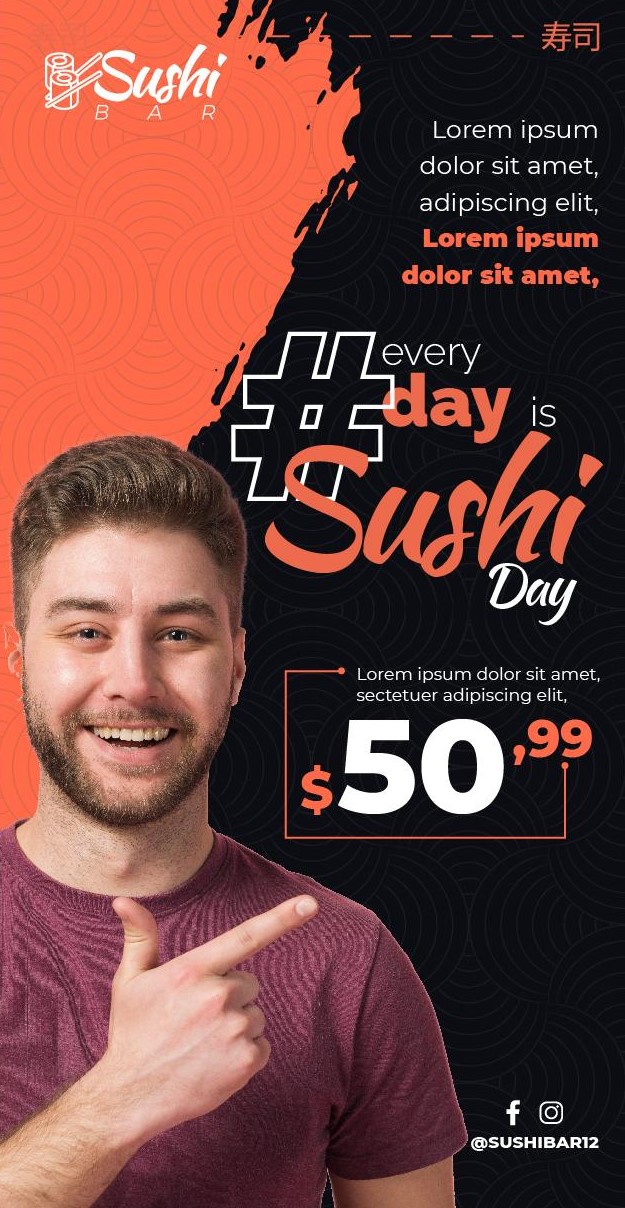 寿司
Sushi
BAR
Lorem ipsum
dolor sit amet,
adipiscing elit,
Lorem ipsum
dolor sit amet,
#every
day is
Sushi
Day
Lorem ipsum dolor sit amet,
sectetuer adipiscing elit,
$50,99
@SUSHIBAR12